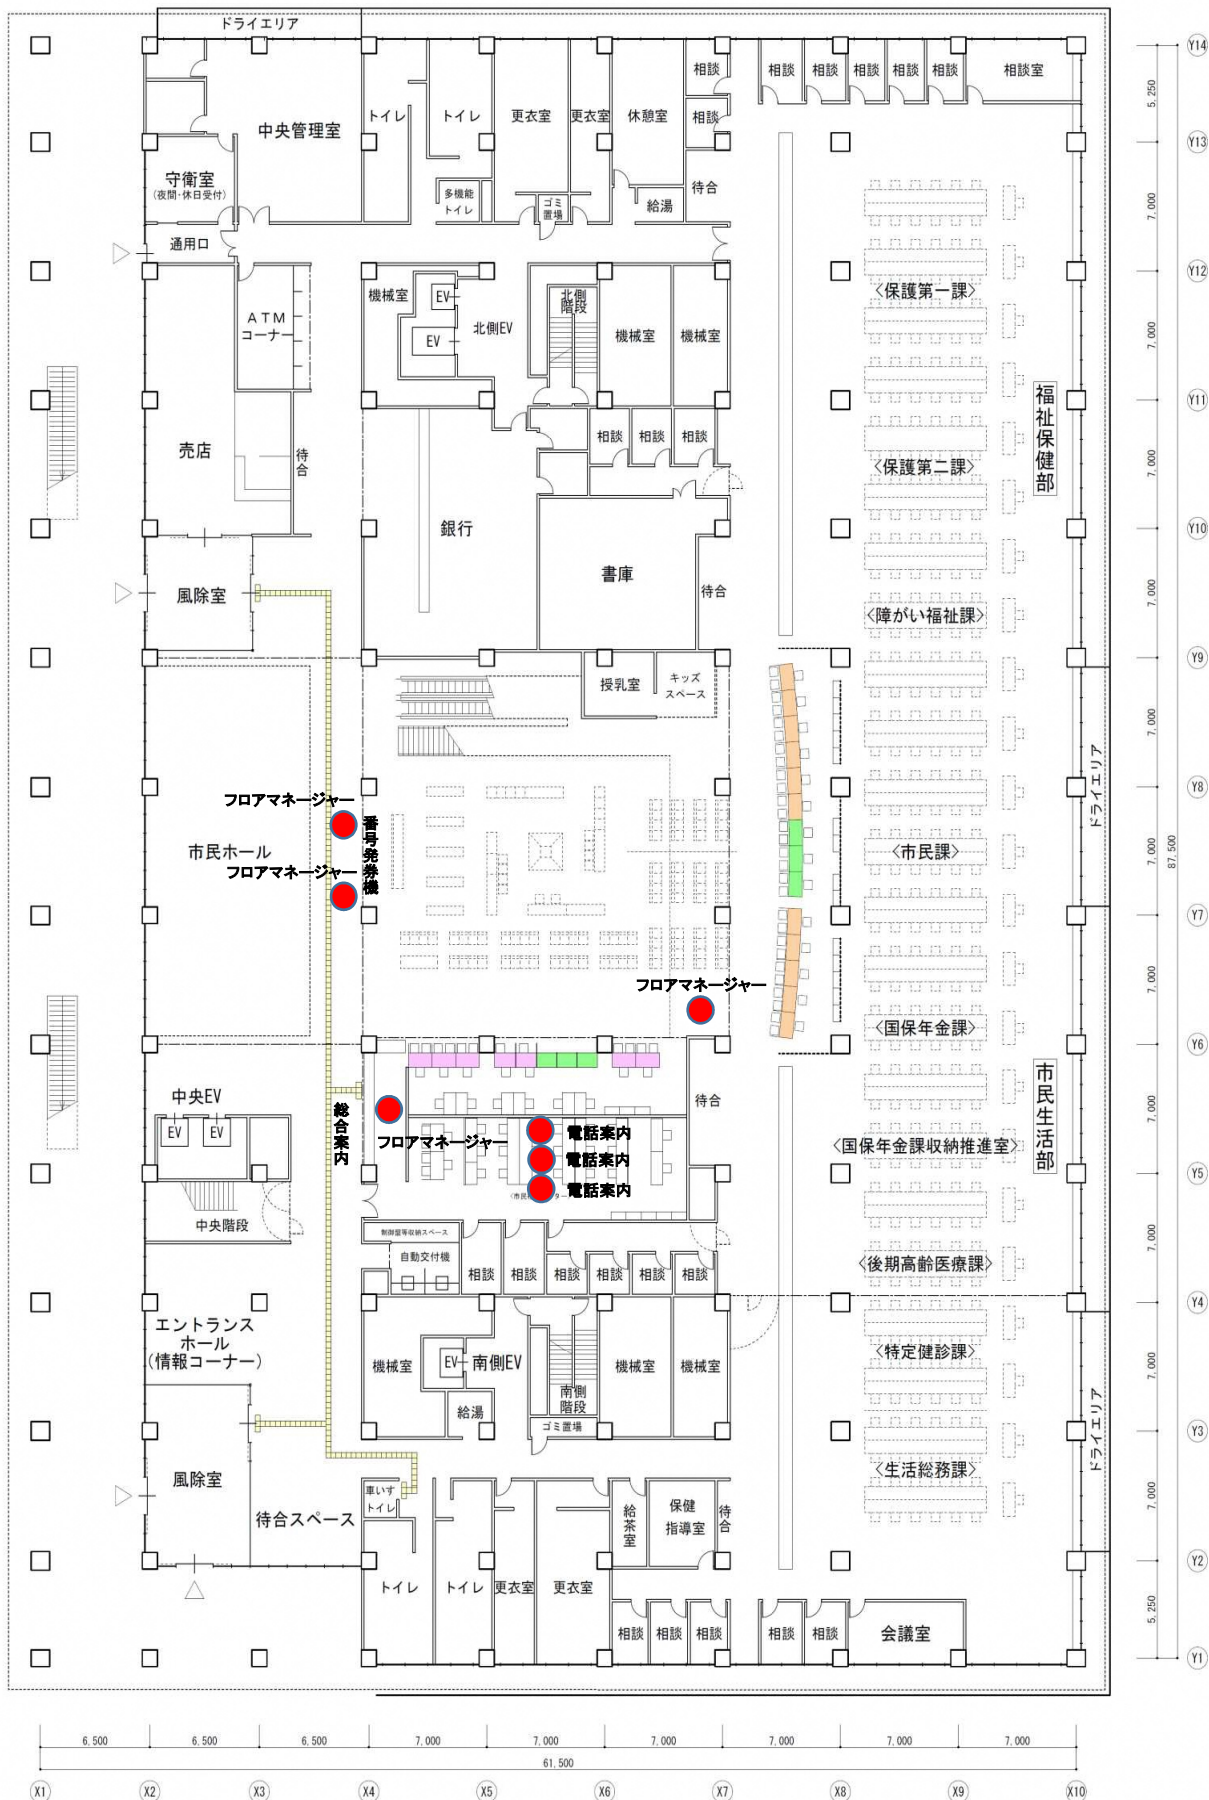 ドライエリア
Y14
相談
相談
相談
相談
相談
相談
相談室
トイレ
トイレ
更衣室
更衣室
休憩室
中央管理室
相談
5,250
Y13
守衛室
(夜間・休日受付)
多機能
トイレ
ゴミ
置場
給湯
待合
7,000
通用口
Y12
機械室
EV
EV
北側EV
北側
階段
機械室
機械室
〈保護第一課〉
ATM
コーナー
7,000
福祉保健部
Y11
売店
待合
相談
相談
相談
〈保護第二課〉
7,000
銀行
Y10
書庫
風除室
待合
7,000
〈障がい福祉課〉
Y9
授乳室
キッズ
スペース
7,000
ドライエリア
Y8
フロアマネージャー
番号発券機
市民ホール
〈市民課〉
7,000
87,500
フロアマネージャー
Y7
フロアマネージャー
7,000
〈国保年金課〉
Y6
市民生活部
中央EV
EV
EV
総合案内
フロアマネージャー
電話案内
電話案内
電話案内
待合
7,000
〈国保年金課収納推進室〉
Y5
中央階段
制御盤等収納スペース
自動交付機
相談
相談
相談
相談
相談
相談
7,000
〈後期高齢医療課〉
Y4
エントランス
ホール
(情報コーナー)
機械室
EV
南側EV
南側
階段
機械室
機械室
〈特定健診課〉
7,000
給湯
ゴミ置場
ドライエリア
Y3
風除室
待合スペース
車いす
トイレ
給茶室
保健
指導室
待合
〈生活総務課〉
7,000
Y2
トイレ
トイレ
更衣室
更衣室
相談
相談
相談
相談
相談
会議室
5,250
Y1
6,500
6,500
6,500
7,000
7,000
7,000
7,000
7,000
7,000
61,500
X1
X2
X3
X4
X5
X6
X7
X8
X9
X10